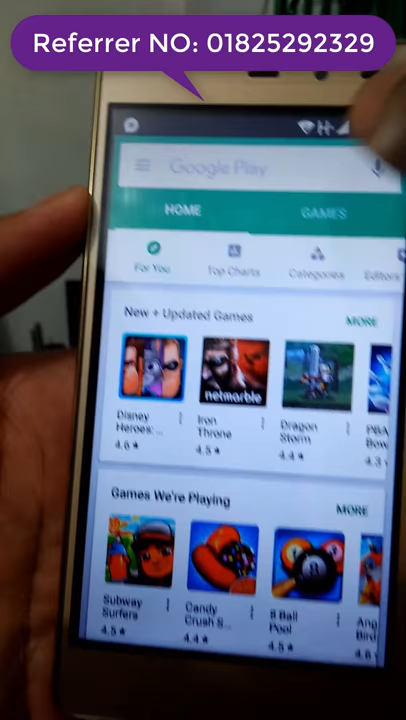 Referrer NO: 01825292329
H
Google Play
HOME
GAMES
For You
Top Charts
Categories
Editors
New + Updated Games
MORE
netmarble
Disney
Heroes: ...
4.6 ★
Iron
Throne
4.5 ★
Dragon
Storm
4.4 ★
PBA
Bow
4.3
Games We're Playing
MORE
8
Subway
Surfers
4.5 ★
Candy
Crush S...
4.4 ★
8 Ball
Pool
4.5 ★
Ang
Bird
4.6